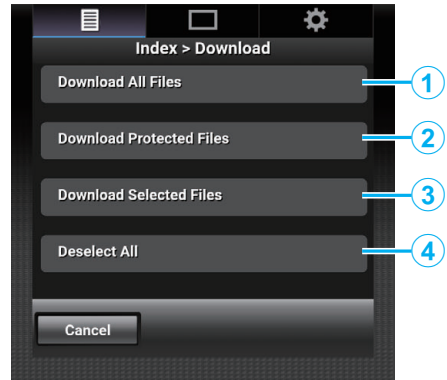 Index > Download
Download All Files
1
Download Protected Files
2
Download Selected Files
3
Deselect All
4
Cancel